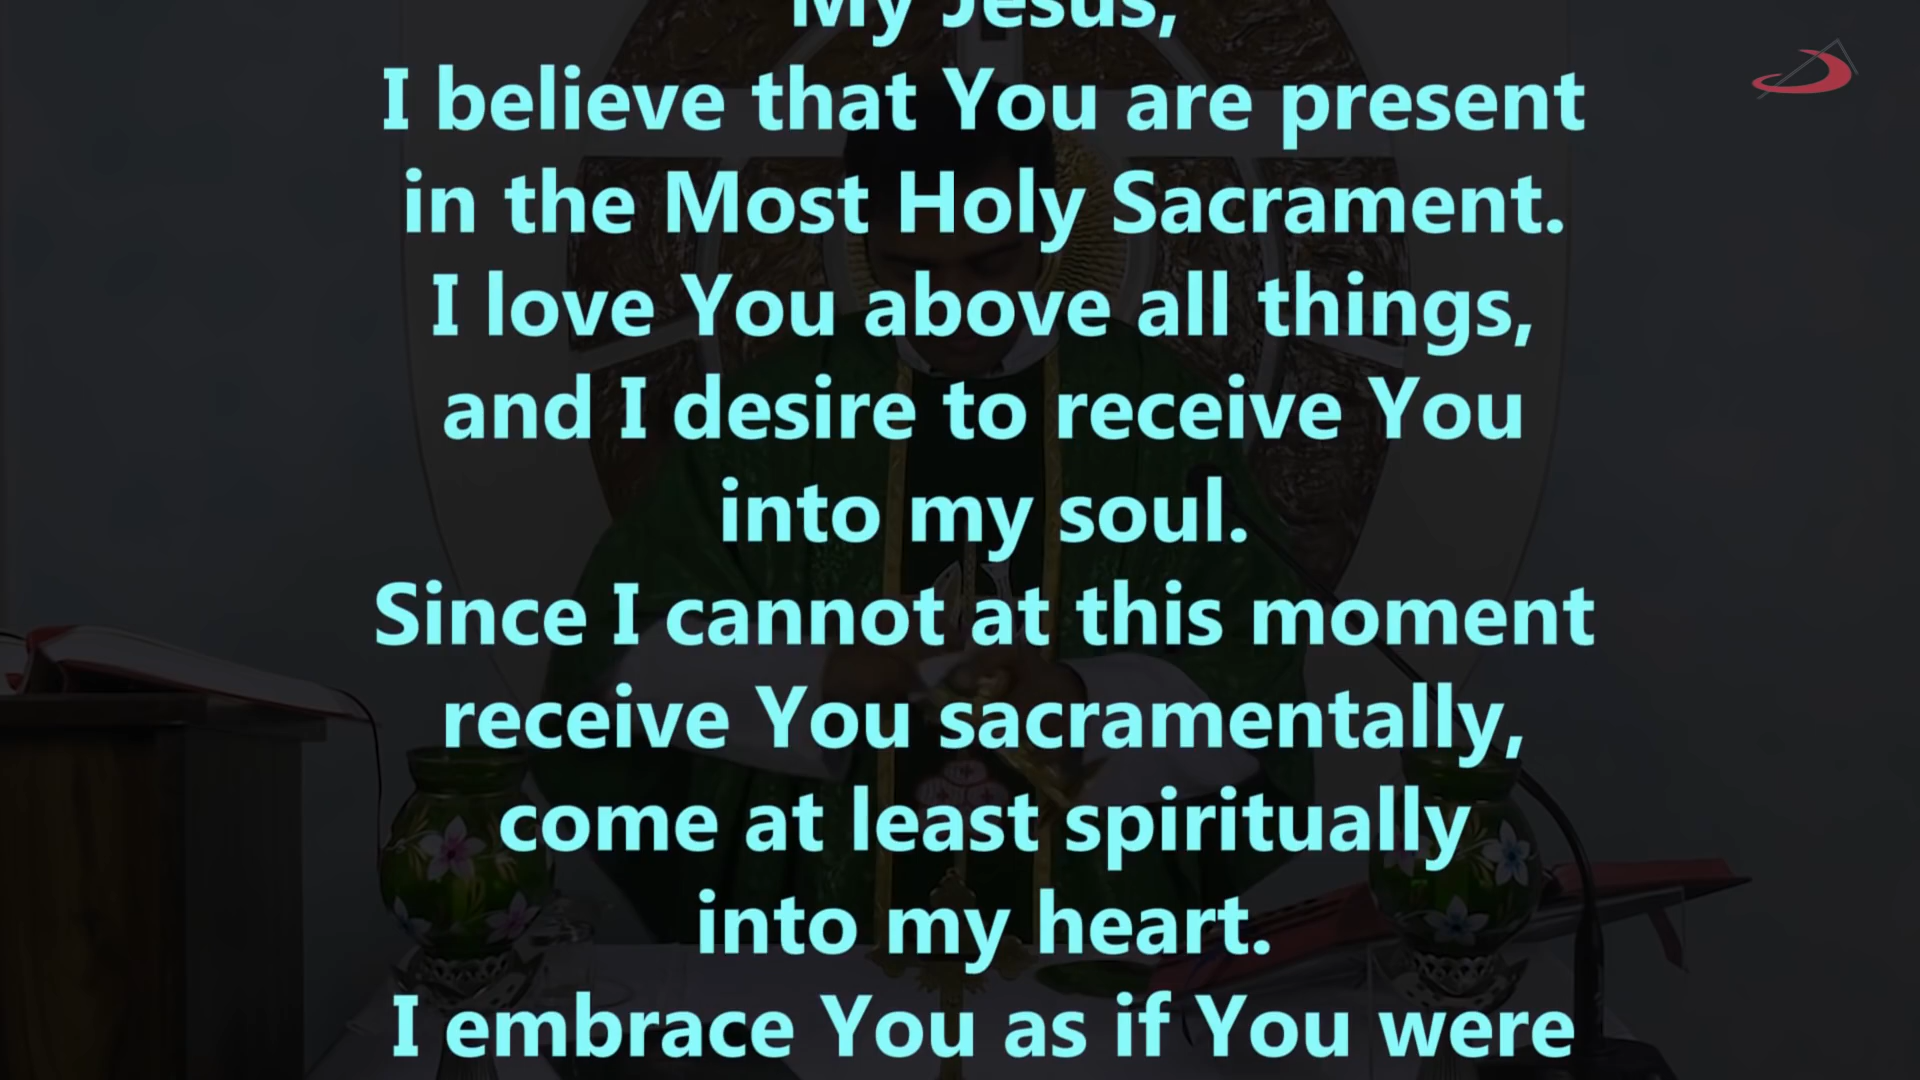 My Jesus,
I believe that You are present
in the Most Holy Sacrament.
I love You above all things,
and I desire to receive You
into my soul.
Since I cannot at this moment
receive You sacramentally,
come at least spiritually
into my heart.
I embrace You as if You were